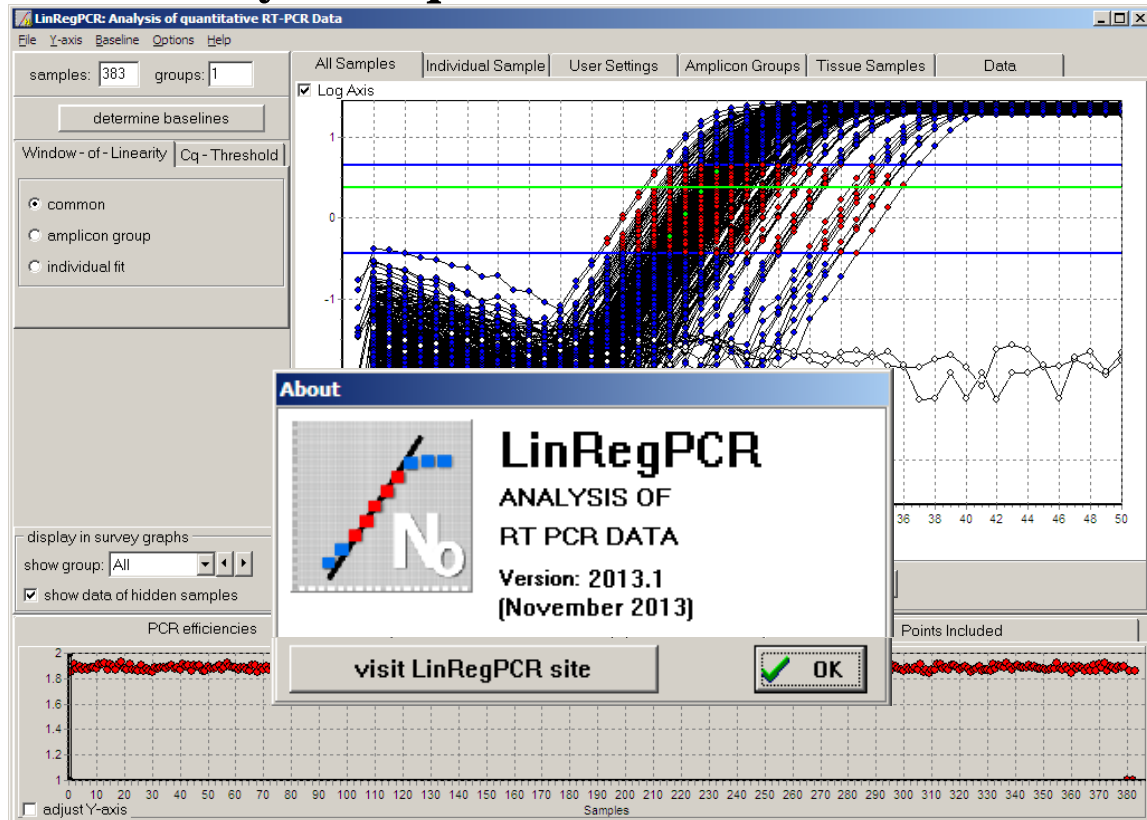 LinRegPCR: Analysis of quantitative RT-PCR Data
File Y-axis Baseline Options Help
samples: 383 groups: 1
determine baselines
Window-of-Linearity Cq-Threshold
common
amplicon group
individual fit
All Samples Individual Sample User Settings Amplicon Groups Tissue Samples Data
Log Axis
1
0
-1
36 38 40 42 44 46 48 50
About
LinRegPCR
ANALYSIS OF
RT PCR DATA
Version: 2013.1
(November 2013)
visit LinRegPCR site OK
display in survey graphs
show group: All
show data of hidden samples
PCR efficiencies Points Included
2
1.8
1.6
1.4
1.2
1
0 10 20 30 40 50 60 70 80 90 100 110 120 130 140 150 160 170 180 190 200 210 220 230 240 250 260 270 280 290 300 310 320 330 340 350 360 370 380
adjust Y-axis Samples